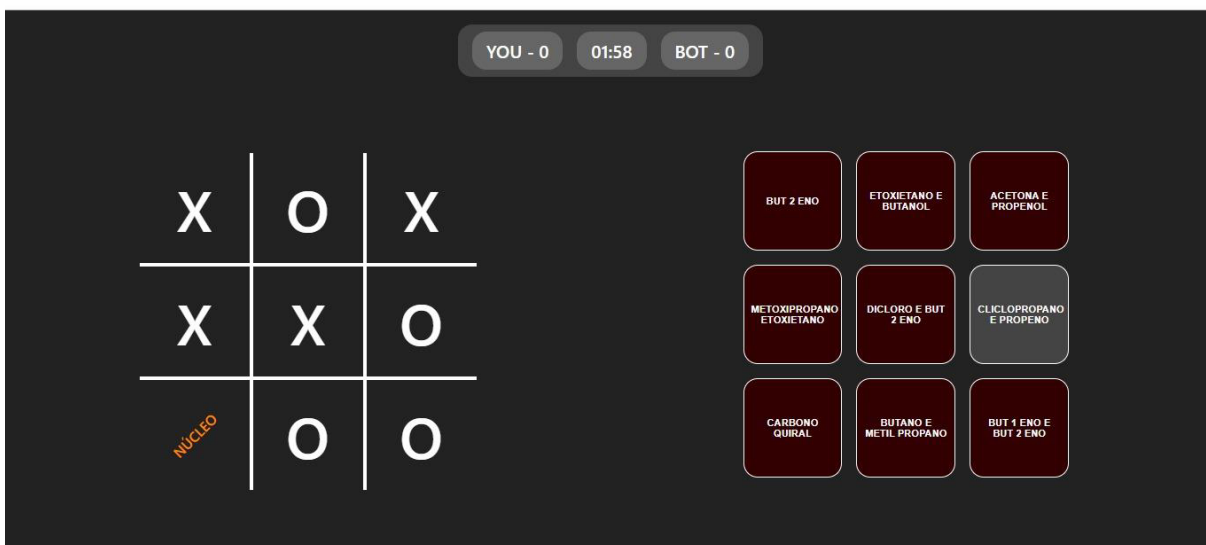 YOU - 0
01:58
BOT - 0
X O X
X X O
NÚCLEO O O
BUT 2 ENO
ETOXIETANO E
BUTANOL
ACETONA E
PROPENOL
METOXIPROPANO
ETOXIETANO
DICLORO E BUT
2 ENO
CLICLOPROPANO
E PROPENO
CARBONO
QUIRAL
BUTANO E
METIL PROPANO
BUT 1 ENO E
BUT 2 ENO